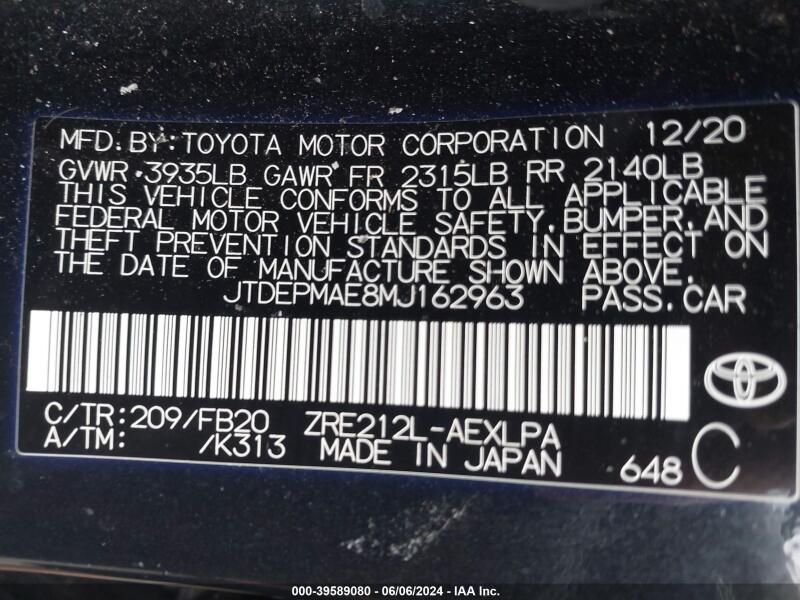 MFD. BY: TOYOTA MOTOR CORPORATION 12/20
GVWR 3935LB GAWR FR 2315LB RR 2140LB
THIS VEHICLE CONFORMS TO ALL APPLICABLE
FEDERAL MOTOR VEHICLE SAFETY, BUMPER, AND
THEFT PREVENTION STANDARDS IN EFFECT ON
THE DATE OF MANUFACTURE SHOWN ABOVE.
JTDEPMAE8MJ162963 PASS. CAR
C/TR: 209/FB20 ZRE212L-AEXLPA
A/TM: /K313 MADE IN JAPAN 648 C
000-39589080 - 06/06/2024 - IAA Inc.